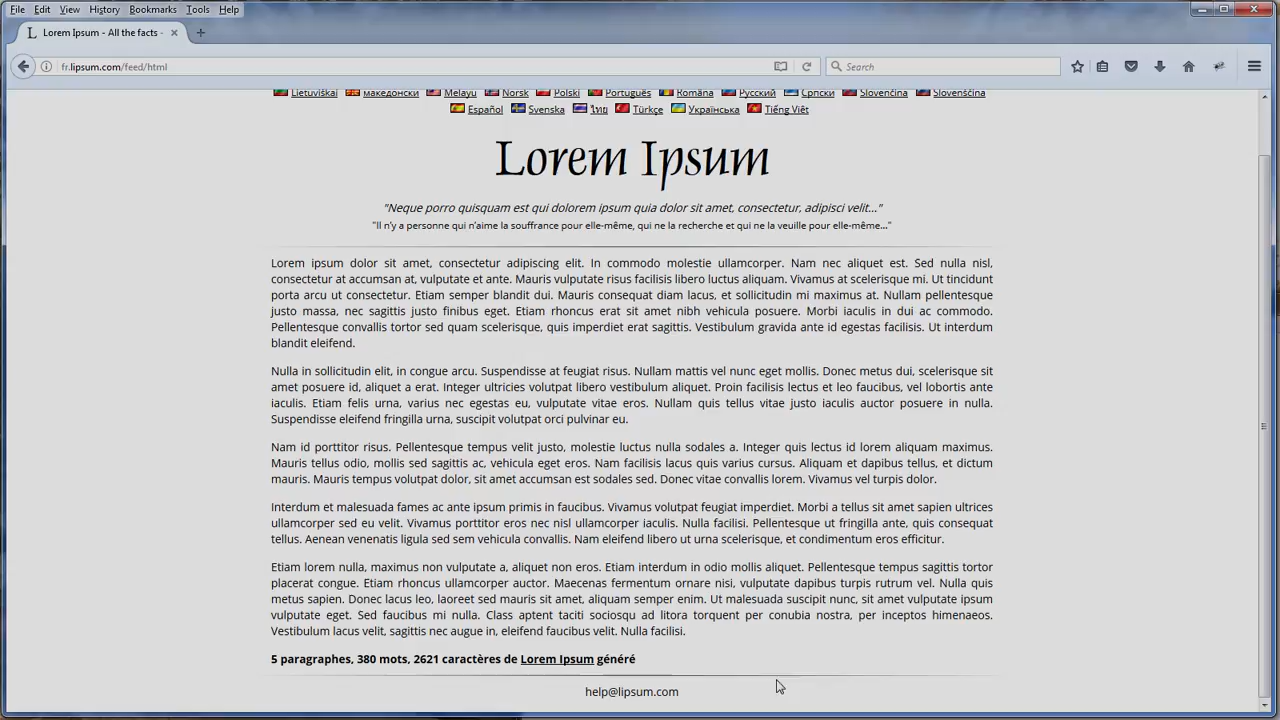 File Edit View History Bookmarks Tools Help
Lorem Ipsum - All the facts -
fr.lipsum.com/feed/html
Search
Lietuviškai македонски Melayu Norsk Polski Português Româna Русский Српски Slovenčina Slovenščina
Español Svenska ไทย Türkçe Українська Tiếng Việt
Lorem Ipsum
"Neque porro quisquam est qui dolorem ipsum quia dolor sit amet, consectetur, adipisci velit..."
"Il n'y a personne qui n'aime la souffrance pour elle-même, qui ne la recherche et qui ne la veuille pour elle-même..."
Lorem ipsum dolor sit amet, consectetur adipiscing elit. In commodo molestie ullamcorper. Nam nec aliquet est. Sed nulla nisl,
consectetur at accumsan at, vulputate et ante. Mauris vulputate risus facilisis libero luctus aliquam. Vivamus at scelerisque mi. Ut tincidunt
porta arcu ut consectetur. Etiam semper blandit dui. Mauris consequat diam lacus, et sollicitudin mi maximus at. Nullam pellentesque
justo massa, nec sagittis justo finibus eget. Etiam rhoncus erat sit amet nibh vehicula posuere. Morbi iaculis in dui ac commodo.
Pellentesque convallis tortor sed quam scelerisque, quis imperdiet erat sagittis. Vestibulum gravida ante id egestas facilisis. Ut interdum
blandit eleifend.
Nulla in sollicitudin elit, in congue arcu. Suspendisse at feugiat risus. Nullam mattis vel nunc eget mollis. Donec metus dui, scelerisque sit
amet posuere id, aliquet a erat. Integer ultricies volutpat libero vestibulum aliquet. Proin facilisis lectus et leo faucibus, vel lobortis ante
iaculis. Etiam felis urna, varius nec egestas eu, vulputate vitae eros. Nullam quis tellus vitae justo iaculis auctor posuere in nulla.
Suspendisse eleifend fringilla urna, suscipit volutpat orci pulvinar eu.
Nam id porttitor risus. Pellentesque tempus velit justo, molestie luctus nulla sodales a. Integer quis lectus id lorem aliquam maximus.
Mauris tellus odio, mollis sed sagittis ac, vehicula eget eros. Nam facilisis lacus quis varius cursus. Aliquam et dapibus tellus, et dictum
mauris. Mauris tempus volutpat dolor, sit amet accumsan est sodales sed. Donec vitae convallis lorem. Vivamus vel turpis dolor.
Interdum et malesuada fames ac ante ipsum primis in faucibus. Vivamus volutpat feugiat imperdiet. Morbi a tellus sit amet sapien ultrices
ullamcorper sed eu velit. Vivamus porttitor eros nec nisl ullamcorper iaculis. Nulla facilisi. Pellentesque ut fringilla ante, quis consequat
tellus. Aenean venenatis ligula sed sem vehicula convallis. Nam eleifend libero ut urna scelerisque, et condimentum eros efficitur.
Etiam lorem nulla, maximus non vulputate a, aliquet non eros. Etiam interdum in odio mollis aliquet. Pellentesque tempus sagittis tortor
placerat congue. Etiam rhoncus ullamcorper auctor. Maecenas fermentum ornare nisi, vulputate dapibus turpis rutrum vel. Nulla quis
metus sapien. Donec lacus leo, laoreet sed mauris sit amet, aliquam semper enim. Ut malesuada suscipit nunc, sit amet vulputate ipsum
vulputate eget. Sed faucibus mi nulla. Class aptent taciti sociosqu ad litora torquent per conubia nostra, per inceptos himenaeos.
Vestibulum lacus velit, sagittis nec augue in, eleifend faucibus velit. Nulla facilisi.
5 paragraphes, 380 mots, 2621 caractères de Lorem Ipsum généré
help@lipsum.com